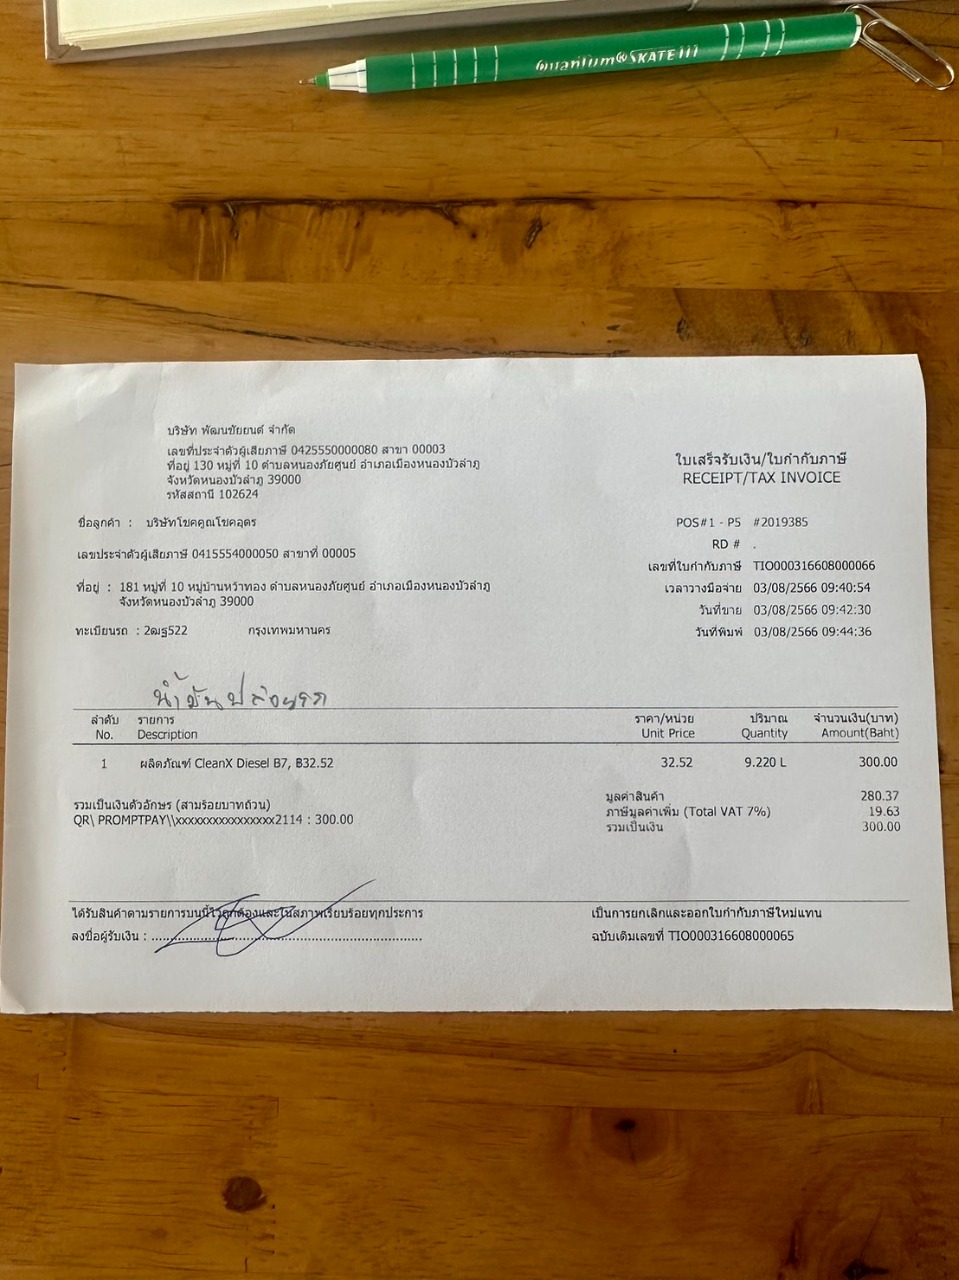 Quantum® SKATE 111
บริษัท พัฒนชัยยนต์ จำกัด
เลขที่ประจำตัวผู้เสียภาษี 0425550000080 สาขา 00003
ที่อยู่ 130 หมู่ที่ 10 ตำบลหนองภัยศูนย์ อำเภอเมืองหนองบัวลำภู
จังหวัดหนองบัวลำภู 39000
รหัสสถานี 102624
ใบเสร็จรับเงิน/ใบกำกับภาษี
RECEIPT/TAX INVOICE
ชื่อลูกค้า : บริษัทโชคคูณโชคอุดร
เลขประจำตัวผู้เสียภาษี 0415554000050 สาขาที่ 00005
ที่อยู่ : 181 หมู่ที่ 10 หมู่บ้านหว้าทอง ตำบลหนองภัยศูนย์ อำเภอเมืองหนองบัวลำภู
จังหวัดหนองบัวลำภู 39000
ทะเบียนรถ : 2ฒฐ522 กรุงเทพมหานคร
POS#1 - P5 #2019385
RD # .
เลขที่ใบกำกับภาษี TIO000316608000066
เวลาวางมือจ่าย 03/08/2566 09:40:54
วันที่ขาย 03/08/2566 09:42:30
วันที่พิมพ์ 03/08/2566 09:44:36
น้ำมันปล่อยรถ
ลำดับ รายการ ราคา/หน่วย ปริมาณ จำนวนเงิน(บาท)
No. Description Unit Price Quantity Amount(Baht)
1 ผลิตภัณฑ์ CleanX Diesel B7, ฿32.52 32.52 9.220 L 300.00
รวมเป็นเงินตัวอักษร (สามร้อยบาทถ้วน)
QR\ PROMPTPAY\\xxxxxxxxxxxxxxxx2114 : 300.00
มูลค่าสินค้า 280.37
ภาษีมูลค่าเพิ่ม (Total VAT 7%) 19.63
รวมเป็นเงิน 300.00
ได้รับสินค้าตามรายการบนนี้ไว้ถูกต้องและในสภาพเรียบร้อยทุกประการ
ลงชื่อผู้รับเงิน :
เป็นการยกเลิกและออกใบกำกับภาษีใหม่แทน
ฉบับเดิมเลขที่ TIO000316608000065